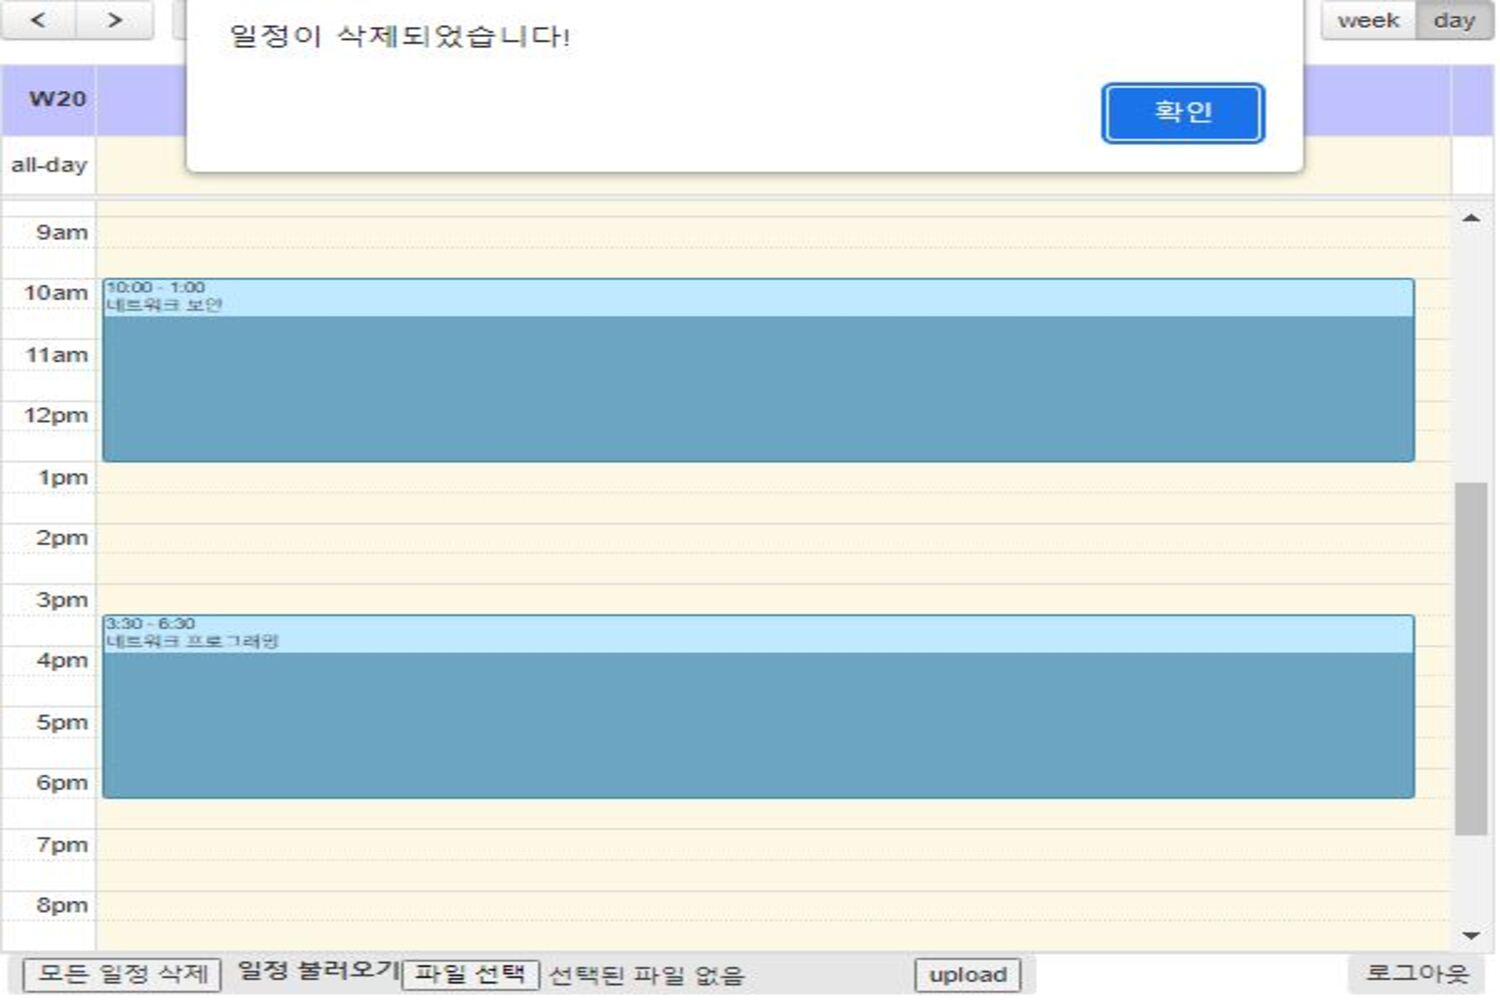 일정이 삭제되었습니다!
확인
< >
week day
W20
all-day
9am
10am
10:00 - 1:00
네트워크 보안
11am
12pm
1pm
2pm
3pm
3:30 - 6:30
네트워크 프로그래밍
4pm
5pm
6pm
7pm
8pm
모든 일정 삭제 일정 불러오기 파일 선택 선택된 파일 없음 upload 로그아웃